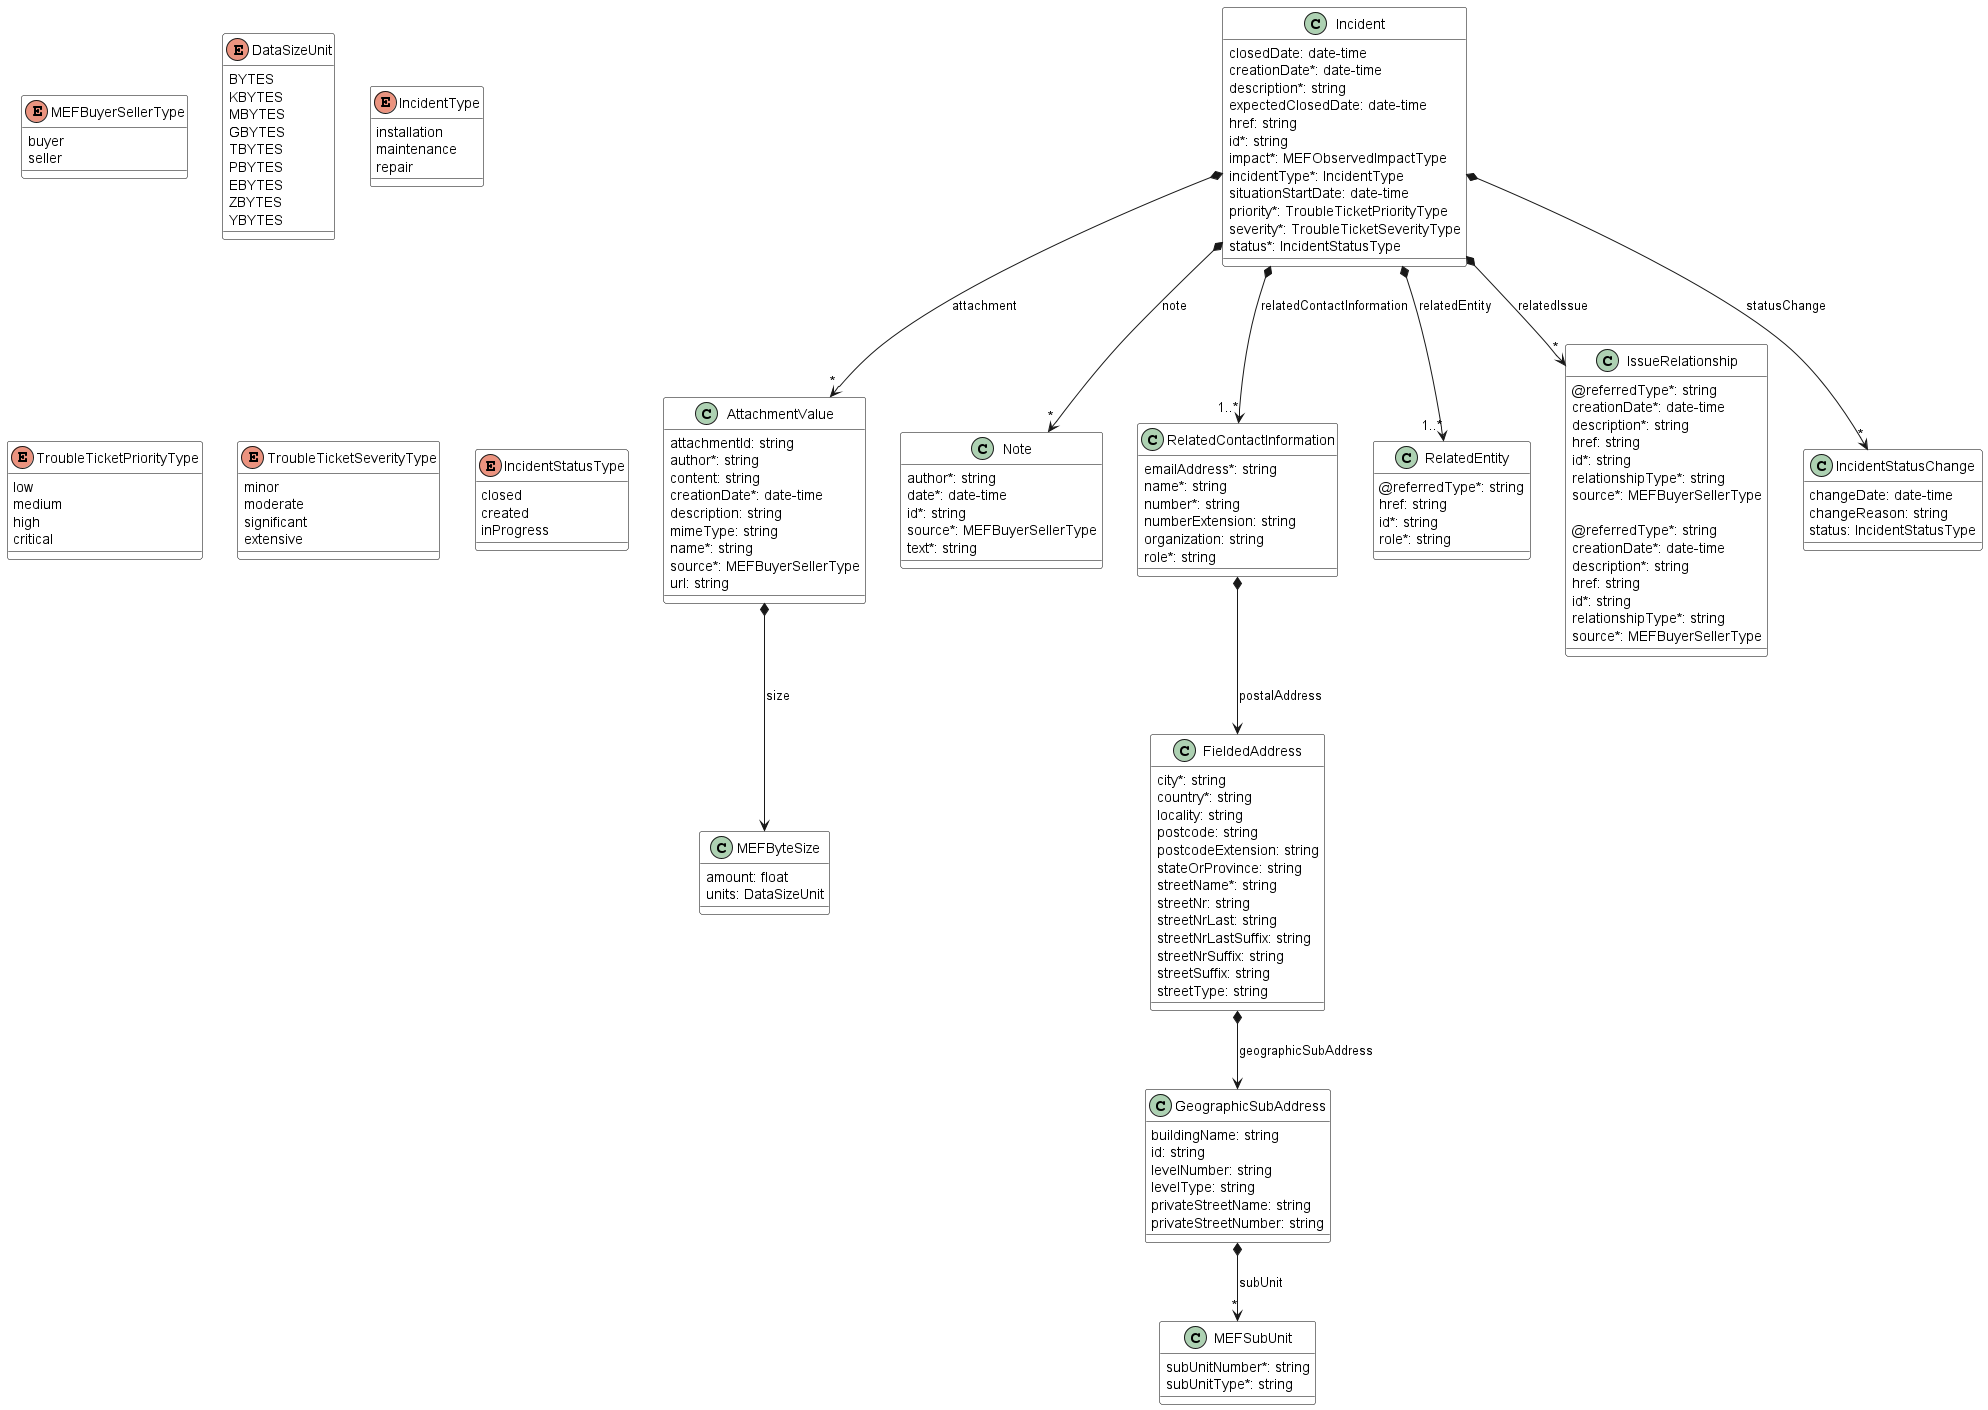 E MEFBuyerSellerType
buyer
seller
E DataSizeUnit
BYTES
KBYTES
MBYTES
GBYTES
TBYTES
PBYTES
EBYTES
ZBYTES
YBYTES
E IncidentType
installation
maintenance
repair
C Incident
closedDate: date-time
creationDate*: date-time
description*: string
expectedClosedDate: date-time
href: string
id*: string
impact*: MEFObservedImpactType
incidentType*: IncidentType
situationStartDate: date-time
priority*: TroubleTicketPriorityType
severity*: TroubleTicketSeverityType
status*: IncidentStatusType
attachment
note
relatedContactInformation
relatedEntity
relatedIssue
statusChange
*
*
1..*
1..*
*
*
E TroubleTicketPriorityType
low
medium
high
critical
E TroubleTicketSeverityType
minor
moderate
significant
extensive
E IncidentStatusType
closed
created
inProgress
C AttachmentValue
attachmentId: string
author*: string
content: string
creationDate*: date-time
description: string
mimeType: string
name*: string
source*: MEFBuyerSellerType
url: string
C Note
author*: string
date*: date-time
id*: string
source*: MEFBuyerSellerType
text*: string
C RelatedContactInformation
emailAddress*: string
name*: string
number*: string
numberExtension: string
organization: string
role*: string
C RelatedEntity
@referredType*: string
href: string
id*: string
role*: string
C IssueRelationship
@referredType*: string
creationDate*: date-time
description*: string
href: string
id*: string
relationshipType*: string
source*: MEFBuyerSellerType
@referredType*: string
creationDate*: date-time
description*: string
href: string
id*: string
relationshipType*: string
source*: MEFBuyerSellerType
C IncidentStatusChange
changeDate: date-time
changeReason: string
status: IncidentStatusType
size
postalAddress
C MEFByteSize
amount: float
units: DataSizeUnit
C FieldedAddress
city*: string
country*: string
locality: string
postcode: string
postcodeExtension: string
stateOrProvince: string
streetName*: string
streetNr: string
streetNrLast: string
streetNrLastSuffix: string
streetNrSuffix: string
streetSuffix: string
streetType: string
geographicSubAddress
C GeographicSubAddress
buildingName: string
id: string
levelNumber: string
levelType: string
privateStreetName: string
privateStreetNumber: string
subUnit
*
C MEFSubUnit
subUnitNumber*: string
subUnitType*: string